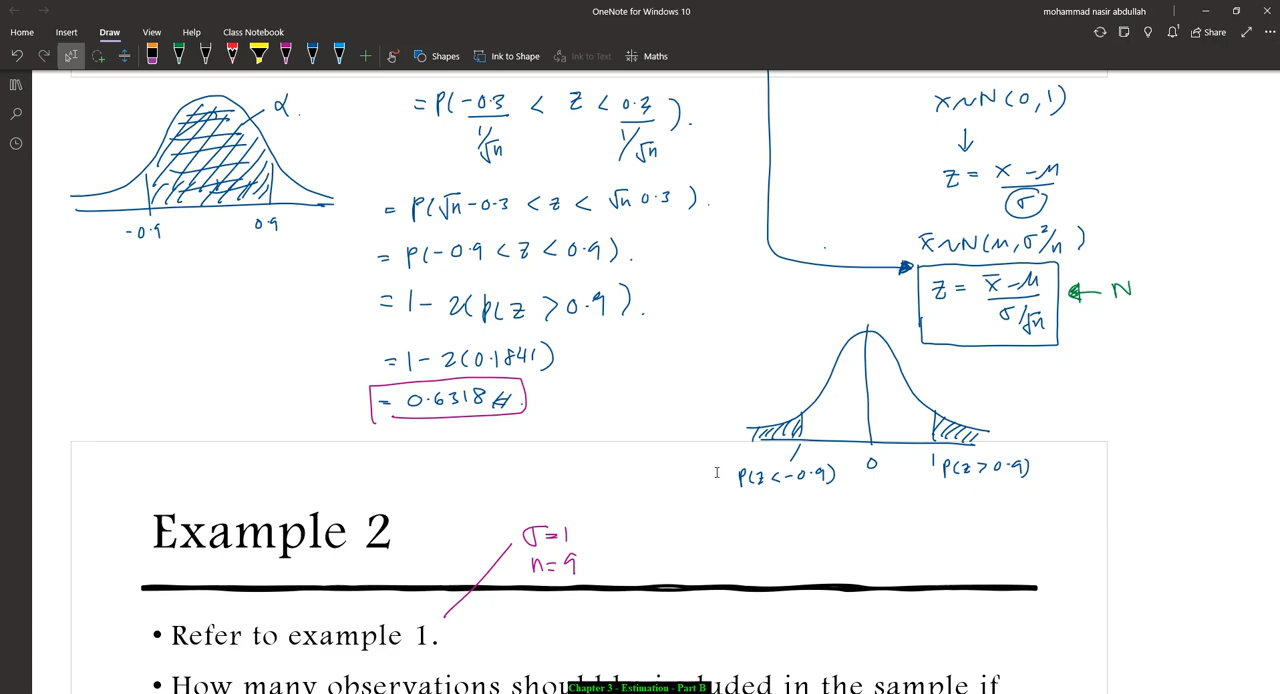 OneNote for Windows 10
mohammad nasir abdullah
Home Insert Draw View Help Class Notebook
Share
Shapes Ink to Shape Ink to Text Maths
α.
-0.9 0.9
= P( -0.3 / 1/√n < Z < 0.3 / 1/√n ).
= P(√n -0.3 < z < √n 0.3 ).
= P(-0.9 < z < 0.9).
= 1 - 2(P(z > 0.9).
= 1 - 2(0.1841)
= 0.6318 #.
x~N(0,1)
↓
z = x - μ / σ
x̄~N(μ, σ²/n)
z = x̄ - μ / σ/√n ← N
P(z < -0.9) 0 P(z > 0.9)
Example 2
σ = 1
n = 9
• Refer to example 1.
• How many observations should be included in the sample if
Chapter 3 - Estimation - Part B